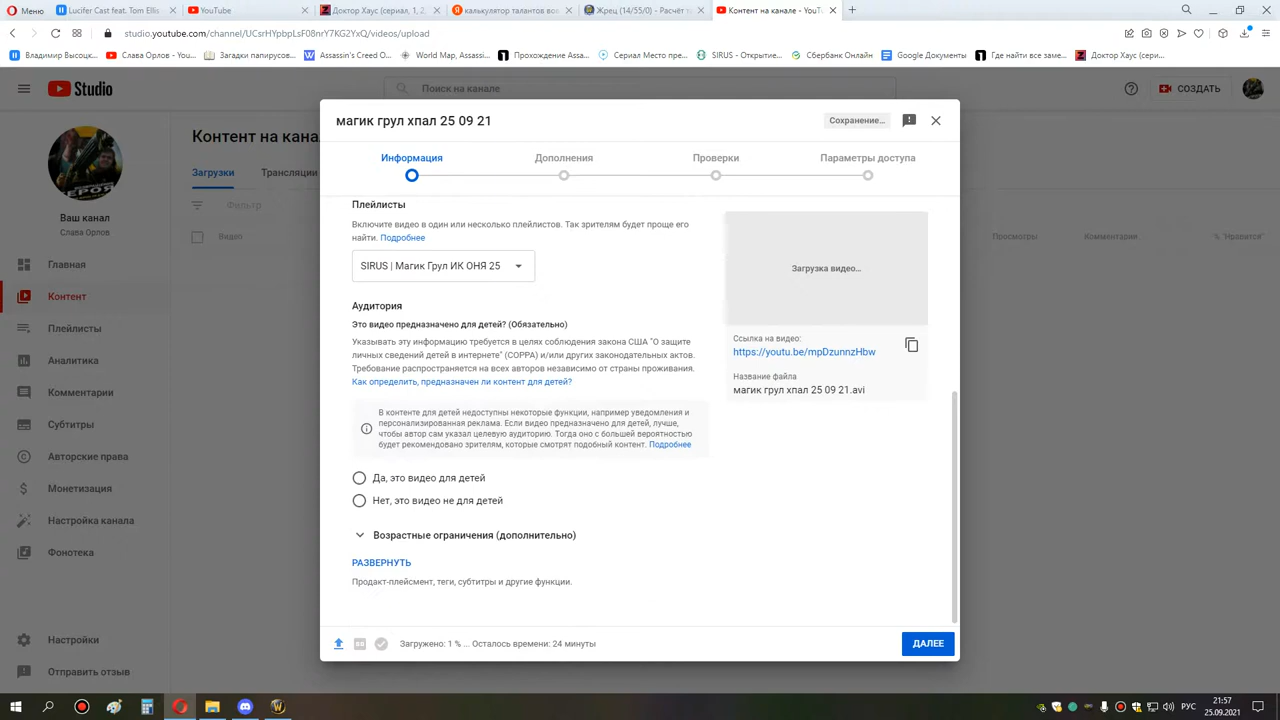 Меню
Lucifer Cast feat. Tom Ellis
YouTube
Доктор Хаус (сериал, 1, 2,
калькулятор талантов вов
Жрец (14/55/0) - Расчёт т
Контент на канале - YouTu
studio.youtube.com/channel/UCsrHYpbpLsF08nrY7KG2YxQ/videos/upload
Владимир Высоцк...
Слава Орлов - YouT...
Загадки папирусов...
Assassin's Creed O...
World Map, Assassi...
Прохождение Assa...
Сериал Место пре...
SIRUS - Открытие...
Сбербанк Онлайн
Google Документы
Где найти все заме...
Доктор Хаус (сери...
Studio
Поиск на канале
СОЗДАТЬ
Ваш канал
Слава Орлов
Главная
Контент
Плейлисты
Аналитика
Комментарии
Субтитры
Авторские права
Монетизация
Настройка канала
Фонотека
Настройки
Отправить отзыв
Контент на кана
Загрузки
Трансляции
Фильтр
Видео
Просмотры
Комментарии.
% "Нравится"
магик грул хпал 25 09 21
Сохранение...
Информация
Дополнения
Проверки
Параметры доступа
Плейлисты
Включите видео в один или несколько плейлистов. Так зрителям будет проще его
найти. Подробнее
SIRUS | Магик Грул ИК ОНЯ 25
Аудитория
Это видео предназначено для детей? (Обязательно)
Указывать эту информацию требуется в целях соблюдения закона США "О защите
личных сведений детей в интернете" (COPPA) и/или других законодательных актов.
Требование распространяется на всех авторов независимо от страны проживания.
Как определить, предназначен ли контент для детей?
В контенте для детей недоступны некоторые функции, например уведомления и
персонализированная реклама. Если видео предназначено для детей, лучше,
чтобы автор сам указал целевую аудиторию. Тогда оно с большей вероятностью
будет рекомендовано зрителям, которые смотрят подобный контент. Подробнее
Да, это видео для детей
Нет, это видео не для детей
Возрастные ограничения (дополнительно)
РАЗВЕРНУТЬ
Продакт-плейсмент, теги, субтитры и другие функции.
Загрузка видео...
Ссылка на видео:
https://youtu.be/mpDzunnzHbw
Название файла
магик грул хпал 25 09 21.avi
Загружено: 1 % ... Осталось времени: 24 минуты
ДАЛЕЕ
21:57
25.09.2021